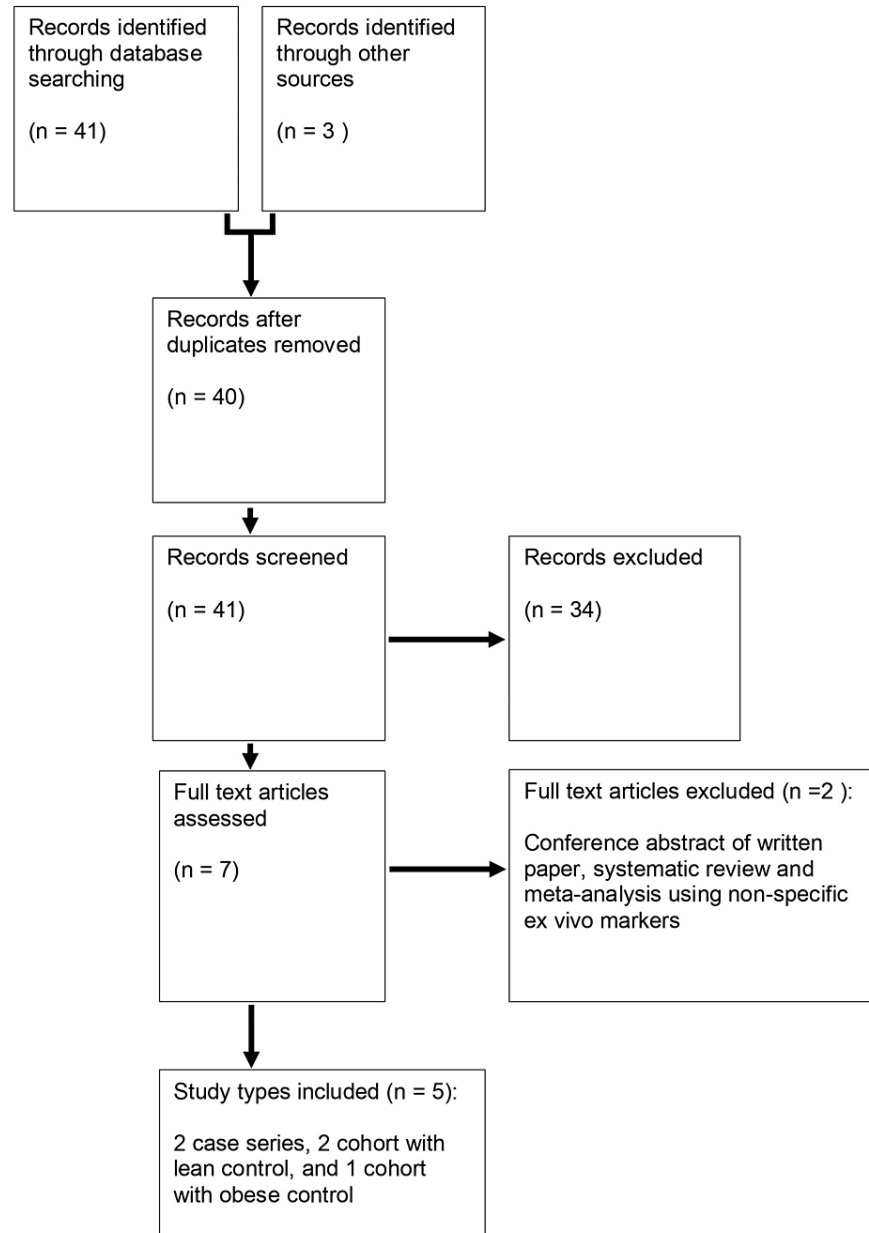 Records identified
through database
searching
(n = 41)
Records identified
through other
sources
(n = 3 )
Records after
duplicates removed
(n = 40)
Records screened
(n = 41)
Records excluded
(n = 34)
Full text articles
assessed
(n = 7)
Full text articles excluded (n =2 ):
Conference abstract of written
paper, systematic review and
meta-analysis using non-specific
ex vivo markers
Study types included (n = 5):
2 case series, 2 cohort with
lean control, and 1 cohort
with obese control